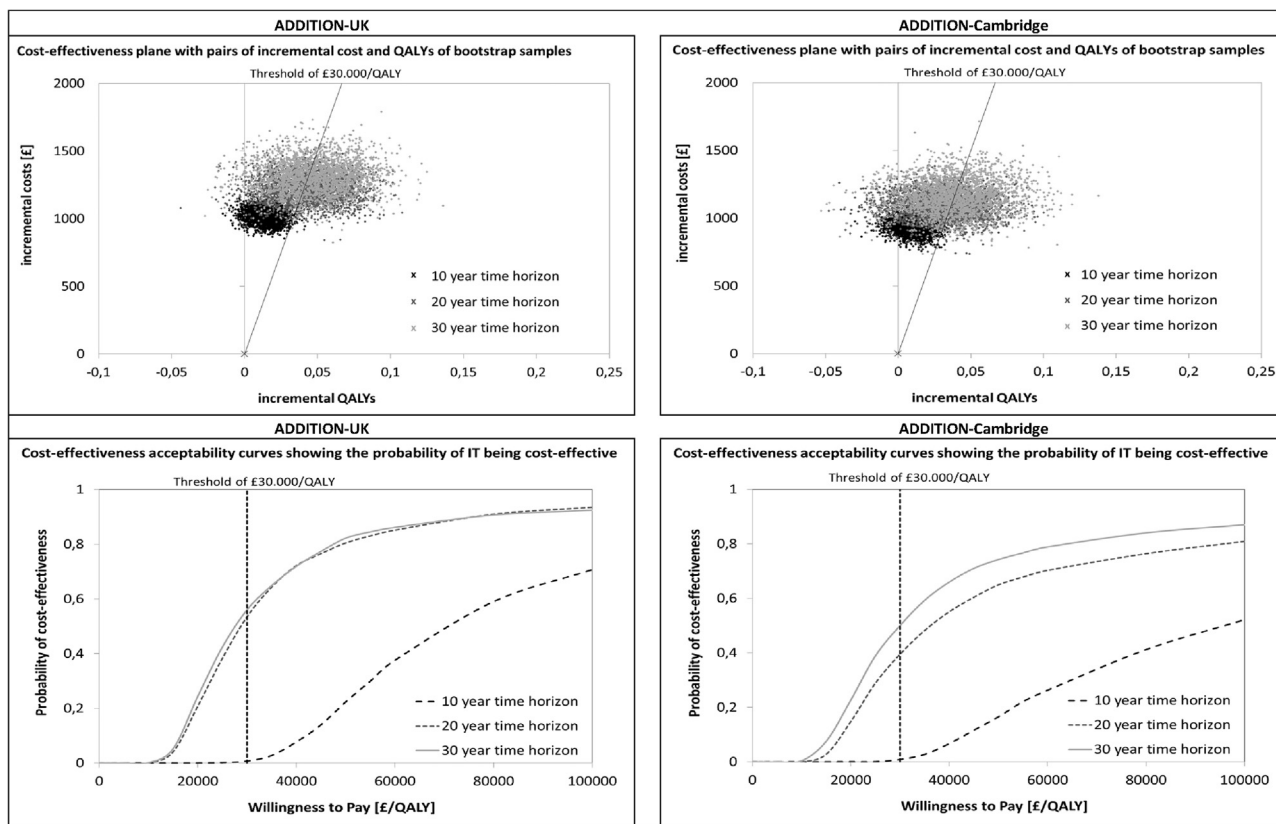 ADDITION-UK
Cost-effectiveness plane with pairs of incremental cost and QALYs of bootstrap samples
Threshold of £30.000/QALY
2000
1500
1000
500
0
incremental costs [£]
-0,1
-0,05
0
0,05
0,1
0,15
0,2
0,25
incremental QALYs
10 year time horizon
20 year time horizon
30 year time horizon
ADDITION-Cambridge
Cost-effectiveness plane with pairs of incremental cost and QALYs of bootstrap samples
Threshold of £30.000/QALY
2000
1500
1000
500
0
incremental costs [£]
-0,1
-0,05
0
0,05
0,1
0,15
0,2
0,25
incremental QALYs
10 year time horizon
20 year time horizon
30 year time horizon
ADDITION-UK
Cost-effectiveness acceptability curves showing the probability of IT being cost-effective
Threshold of £30.000/QALY
1
0,8
0,6
0,4
0,2
0
Probability of cost-effectiveness
0
20000
40000
60000
80000
100000
Willingness to Pay [£/QALY]
10 year time horizon
20 year time horizon
30 year time horizon
ADDITION-Cambridge
Cost-effectiveness acceptability curves showing the probability of IT being cost-effective
Threshold of £30.000/QALY
1
0,8
0,6
0,4
0,2
0
Probability of cost-effectiveness
0
20000
40000
60000
80000
100000
Willingness to Pay [£/QALY]
10 year time horizon
20 year time horizon
30 year time horizon